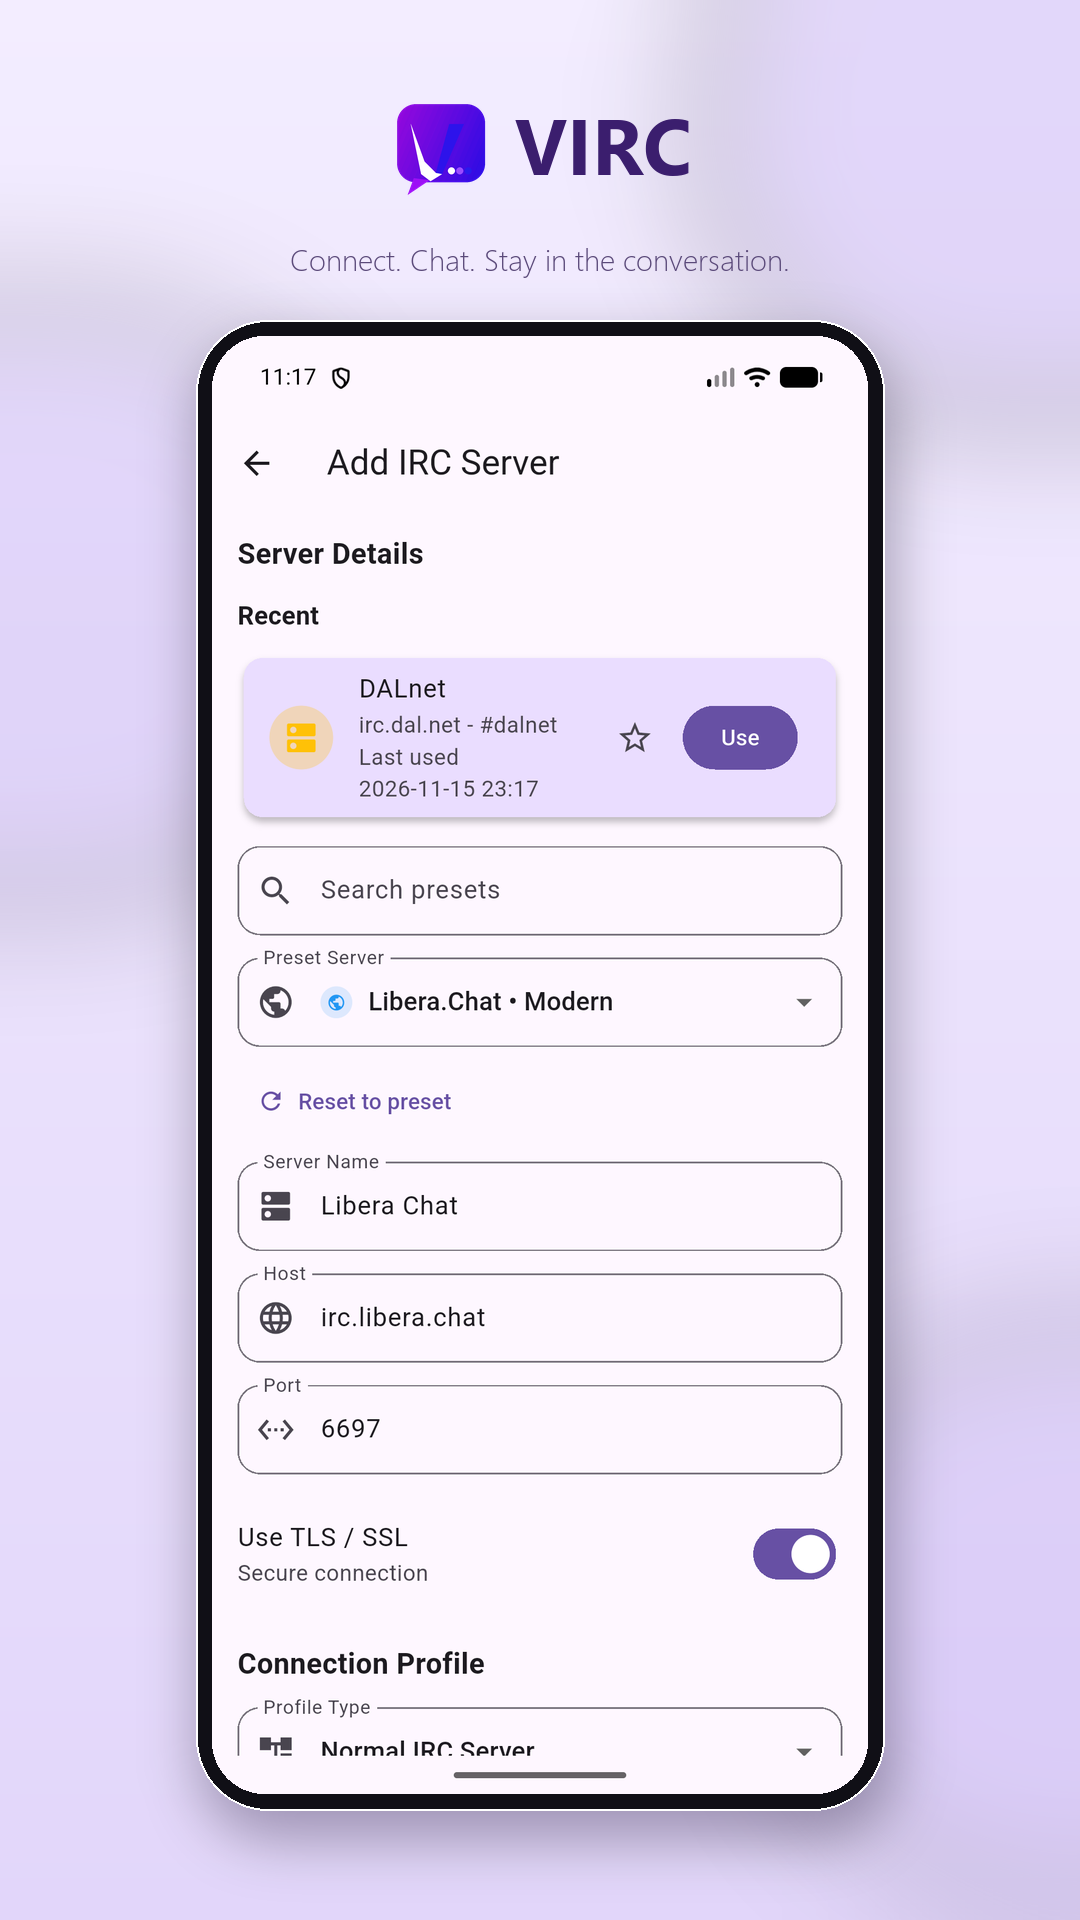 VIRC
Connect. Chat. Stay in the conversation.
11:17
Add IRC Server
Server Details
Recent
DALnet
irc.dal.net - #dalnet
Last used
2026-11-15 23:17
Use
Search presets
Preset Server
Libera.Chat • Modern
Reset to preset
Server Name
Libera Chat
Host
irc.libera.chat
Port
6697
Use TLS / SSL
Secure connection
Connection Profile
Profile Type
Normal IRC Server